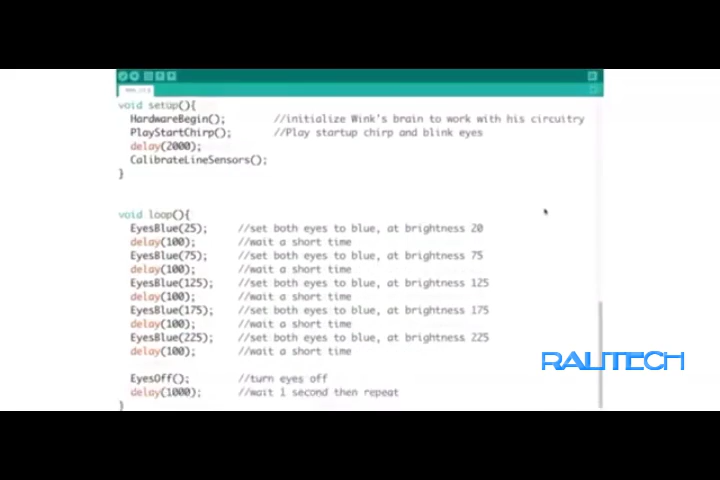 void setup(){
HardwareBegin(); //initialize Wink's brain to work with his circuitry
PlayStartChirp(); //Play startup chirp and blink eyes
delay(2000);
CalibrateLineSensors();
}
void loop(){
EyesBlue(25); //set both eyes to blue, at brightness 20
delay(100); //wait a short time
EyesBlue(75); //set both eyes to blue, at brightness 75
delay(100); //wait a short time
EyesBlue(125); //set both eyes to blue, at brightness 125
delay(100); //wait a short time
EyesBlue(175); //set both eyes to blue, at brightness 175
delay(100); //wait a short time
EyesBlue(225); //set both eyes to blue, at brightness 225
delay(100); //wait a short time
RALITECH
EyesOff(); //turn eyes off
delay(1000); //wait 1 second then repeat
}